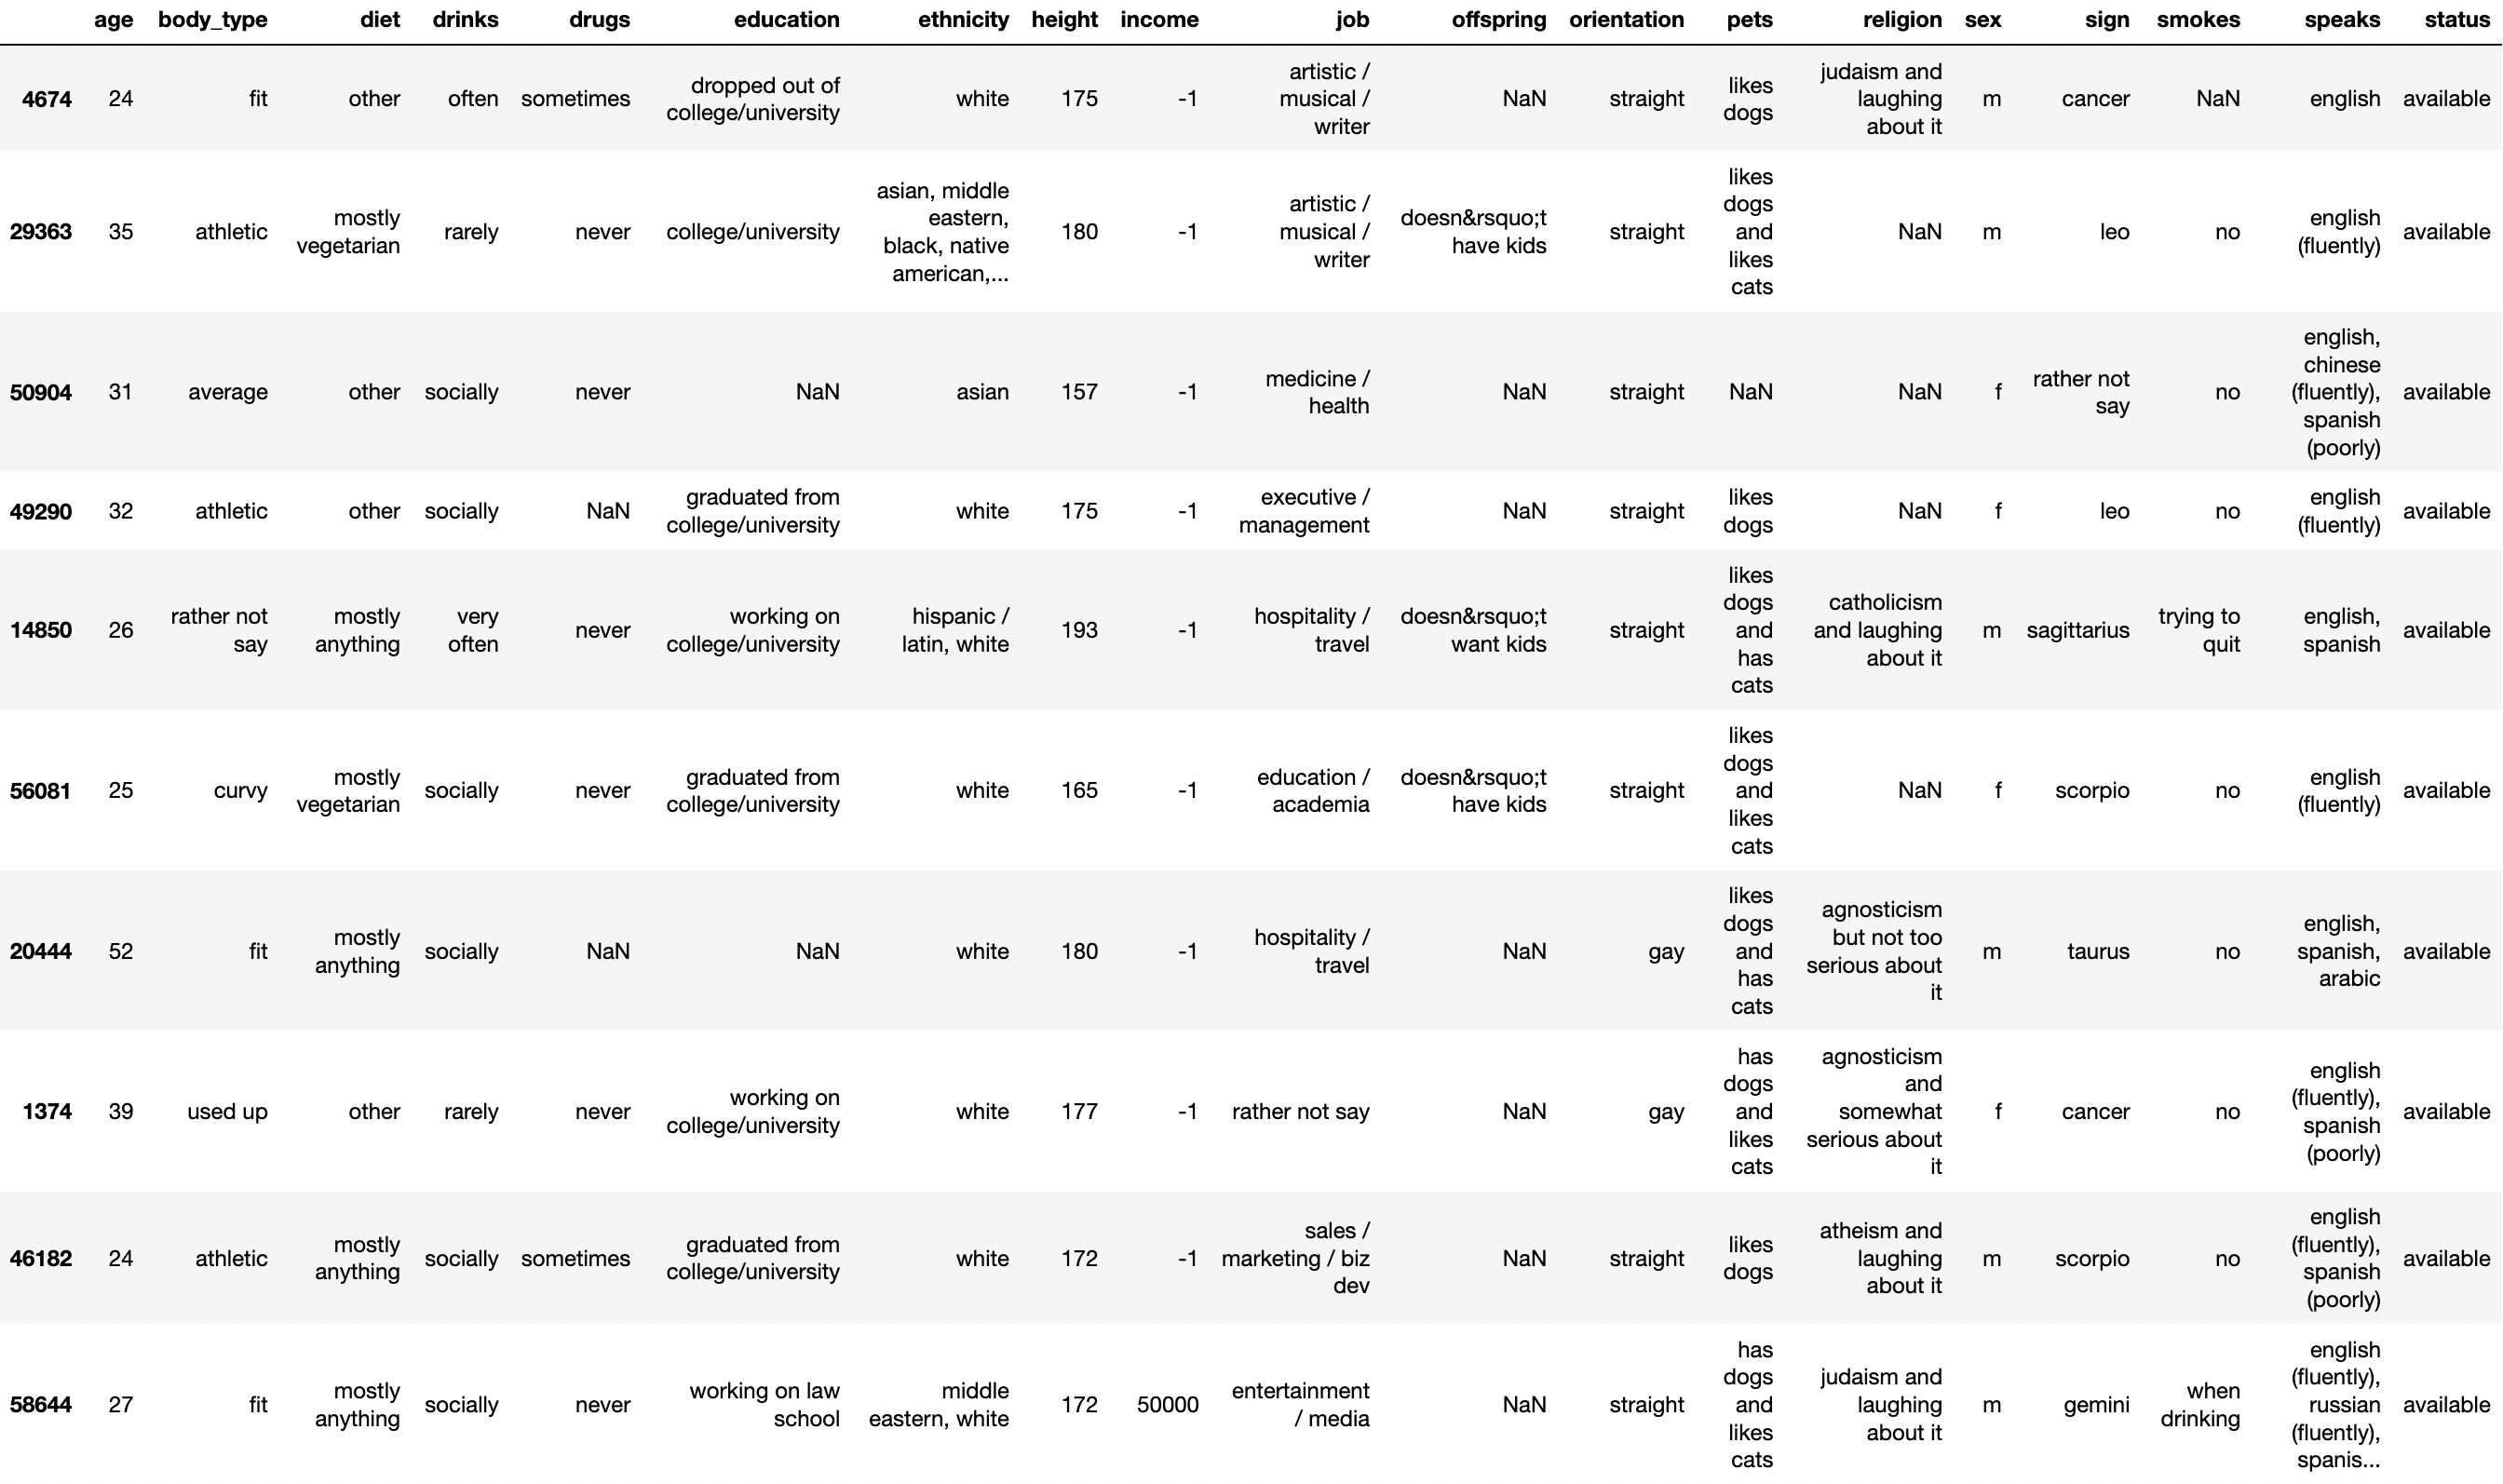 age body_type diet drinks drugs education ethnicity height income job offspring orientation pets religion sex sign smokes speaks status
4674 24 fit other often sometimes dropped out of college/university white 175 -1 artistic / musical / writer NaN straight likes dogs judaism and laughing about it m cancer NaN english available
29363 35 athletic mostly vegetarian rarely never college/university asian, middle eastern, black, native american,... 180 -1 artistic / musical / writer doesn&rsquo;t have kids straight likes dogs and likes cats NaN m leo no english (fluently) available
50904 31 average other socially never NaN asian 157 -1 medicine / health NaN straight NaN NaN f rather not say no english, chinese (fluently), spanish (poorly) available
49290 32 athletic other socially NaN graduated from college/university white 175 -1 executive / management NaN straight likes dogs NaN f leo no english (fluently) available
14850 26 rather not say mostly anything very often never working on college/university hispanic / latin, white 193 -1 hospitality / travel doesn&rsquo;t want kids straight likes dogs and has cats catholicism and laughing about it m sagittarius trying to quit english, spanish available
56081 25 curvy mostly vegetarian socially never graduated from college/university white 165 -1 education / academia doesn&rsquo;t have kids straight likes dogs and likes cats NaN f scorpio no english (fluently) available
20444 52 fit mostly anything socially NaN NaN white 180 -1 hospitality / travel NaN gay likes dogs and has cats agnosticism but not too serious about it m taurus no english, spanish, arabic available
1374 39 used up other rarely never working on college/university white 177 -1 rather not say NaN gay has dogs and likes cats agnosticism and somewhat serious about it f cancer no english (fluently), spanish (poorly) available
46182 24 athletic mostly anything socially sometimes graduated from college/university white 172 -1 sales / marketing / biz dev NaN straight likes dogs atheism and laughing about it m scorpio no english (fluently), spanish (poorly) available
58644 27 fit mostly anything socially never working on law school middle eastern, white 172 50000 entertainment / media NaN straight has dogs and likes cats judaism and laughing about it m gemini when drinking english (fluently), russian (fluently), spanis... available